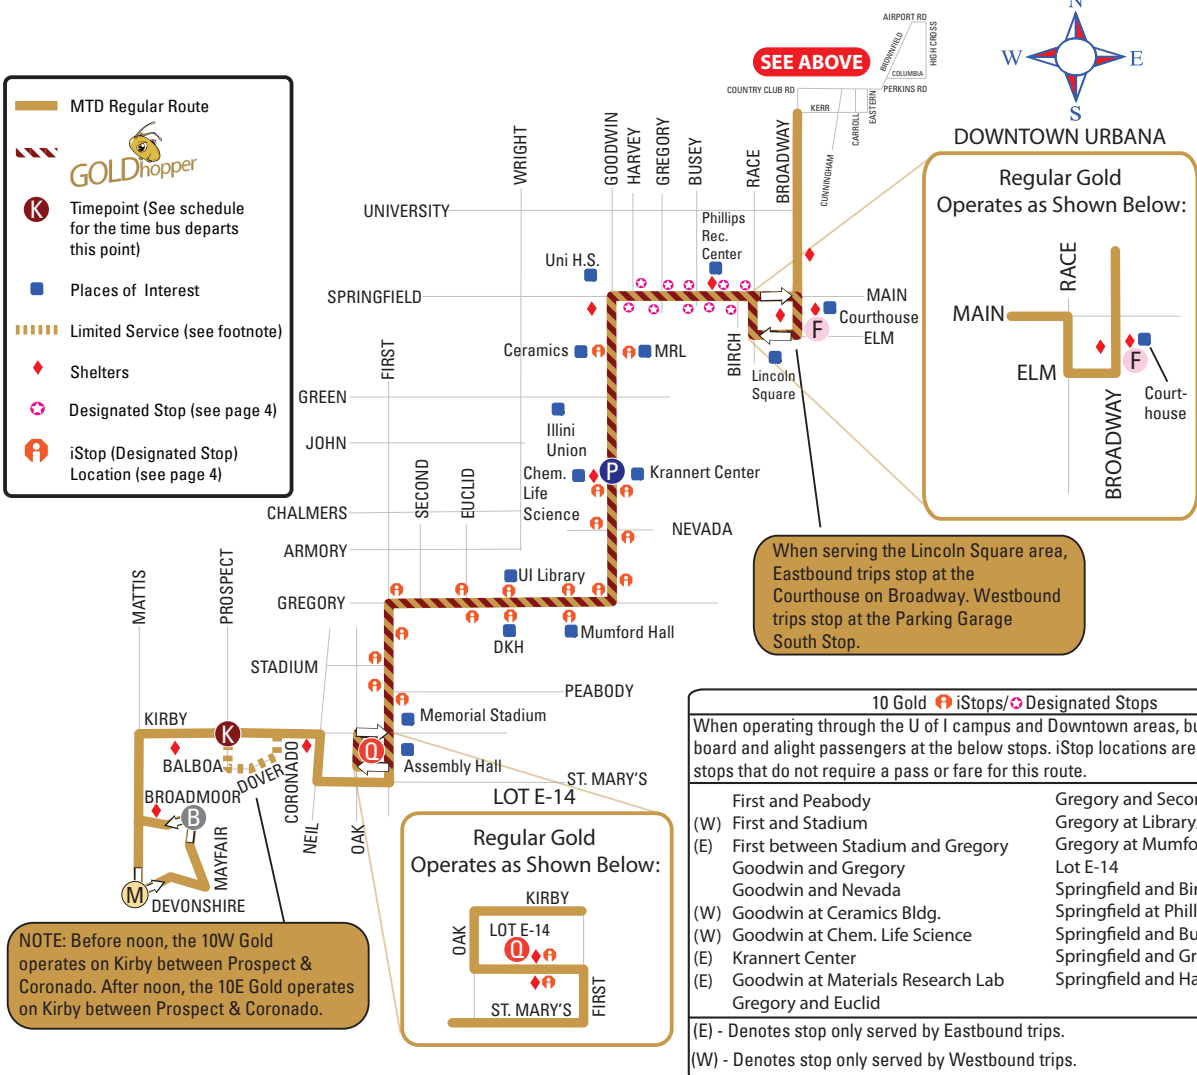 N
W
E
S
AIRPORT RD
BROWNFIELD
HIGH CROSS
COLUMBIA
SEE ABOVE
COUNTRY CLUB RD
PERKINS RD
KERR
EASTERN
CARROLL
CUNNINGHAM
MTD Regular Route
GOLDhopper
K
Timepoint (See schedule
for the time bus departs
this point)
Places of Interest
Limited Service (see footnote)
Shelters
Designated Stop (see page 4)
iStop (Designated Stop)
Location (see page 4)
WRIGHT
GOODWIN
HARVEY
GREGORY
BUSEY
RACE
BROADWAY
UNIVERSITY
Phillips
Rec.
Center
Uni H.S.
SPRINGFIELD
MAIN
Courthouse
F
ELM
Ceramics
MRL
BIRCH
Lincoln
Square
FIRST
GREEN
Illini
Union
JOHN
SECOND
EUCLID
Chem.
Life
Science
P
Krannert Center
CHALMERS
NEVADA
ARMORY
UI Library
GREGORY
DKH
Mumford Hall
MATTIS
PROSPECT
STADIUM
PEABODY
KIRBY
K
Memorial Stadium
Q
Assembly Hall
BALBOA
DOVER
CORONADO
ST. MARY'S
BROADMOOR
B
NEIL
OAK
MAYFAIR
M
DEVONSHIRE
DOWNTOWN URBANA
Regular Gold
Operates as Shown Below:
RACE
MAIN
ELM
F
Court-
house
BROADWAY
When serving the Lincoln Square area,
Eastbound trips stop at the
Courthouse on Broadway. Westbound
trips stop at the Parking Garage
South Stop.
LOT E-14
Regular Gold
Operates as Shown Below:
KIRBY
OAK
LOT E-14
Q
ST. MARY'S
FIRST
NOTE: Before noon, the 10W Gold
operates on Kirby between Prospect &
Coronado. After noon, the 10E Gold operates
on Kirby between Prospect & Coronado.
10 Gold iStops/ Designated Stops
When operating through the U of I campus and Downtown areas,
board and alight passengers at the below stops. iStop locations are
stops that do not require a pass or fare for this route.
First and Peabody
(W) First and Stadium
(E) First between Stadium and Gregory
Goodwin and Gregory
Goodwin and Nevada
(W) Goodwin at Ceramics Bldg.
(W) Goodwin at Chem. Life Science
(E) Krannert Center
(E) Goodwin at Materials Research Lab
Gregory and Euclid
Gregory and Secon
Gregory at Library,
Gregory at Mumfo
Lot E-14
Springfield and Bir
Springfield at Phill
Springfield and Bu
Springfield and Gr
Springfield and Ha
(E) - Denotes stop only served by Eastbound trips.
(W) - Denotes stop only served by Westbound trips.